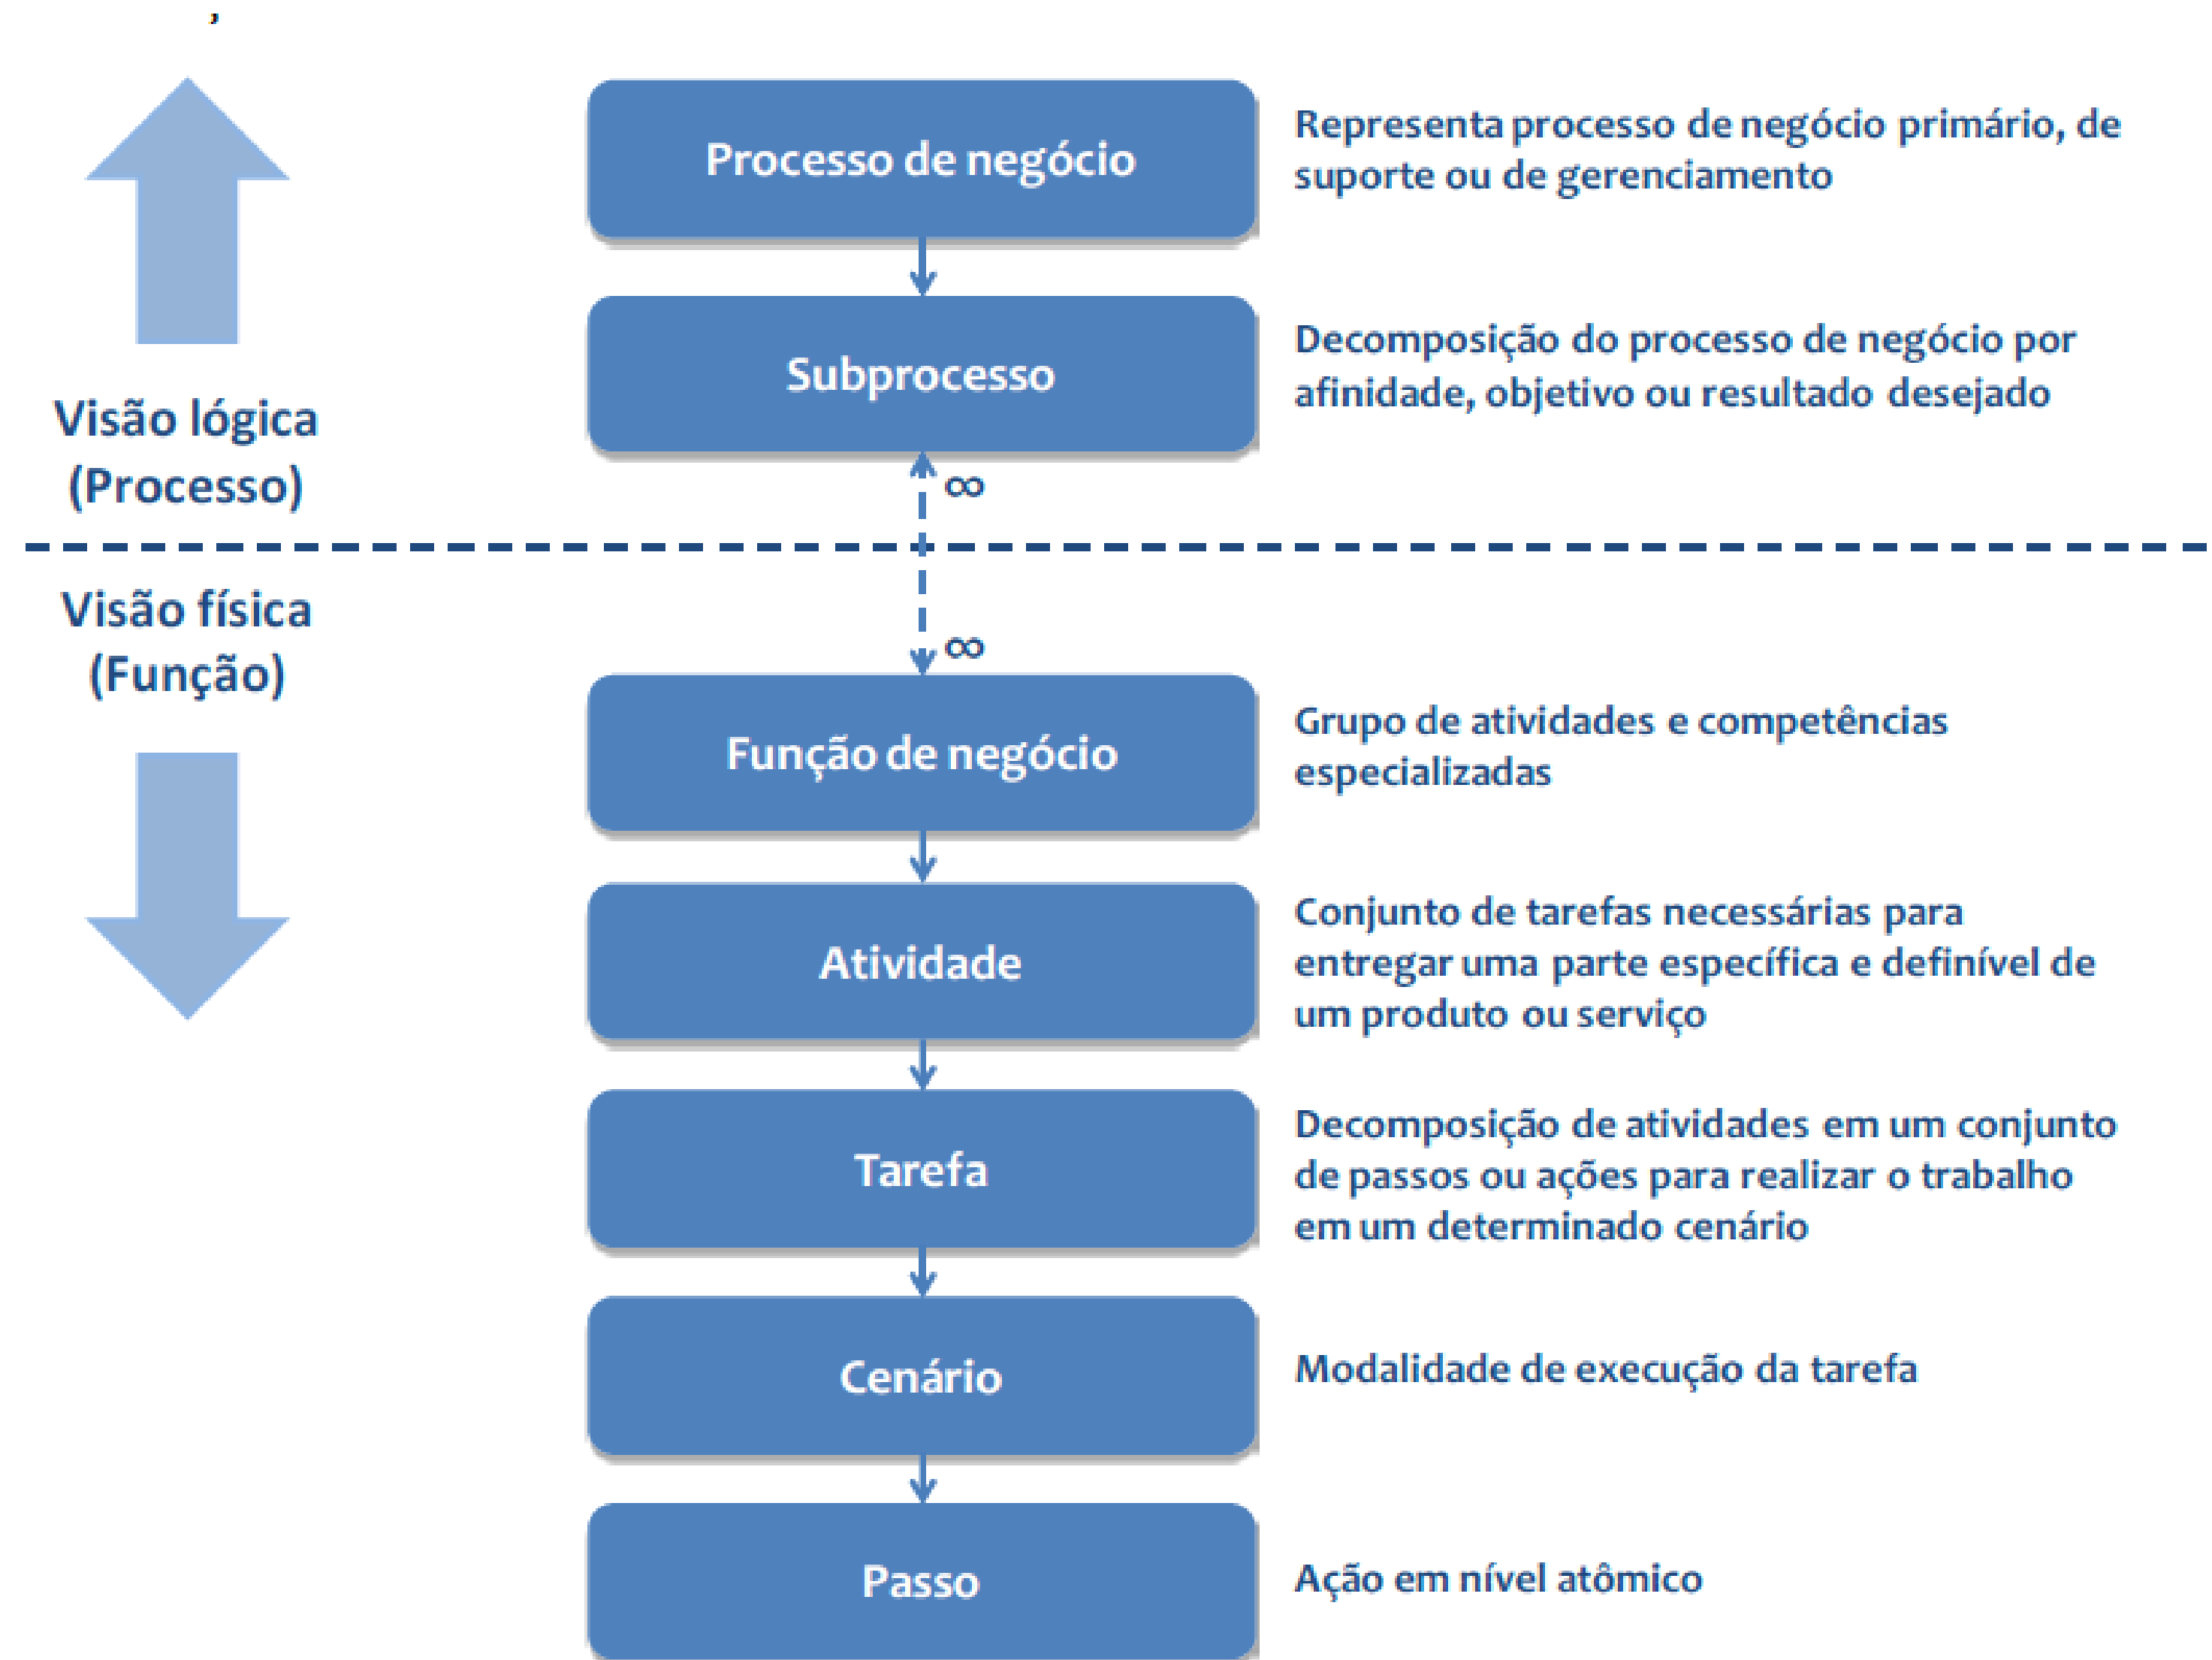 Processo de negócio
Representa processo de negócio primário, de
suporte ou de gerenciamento
Subprocesso
Decomposição do processo de negócio por
afinidade, objetivo ou resultado desejado
Visão lógica
(Processo)
∞
Visão física
(Função)
∞
Função de negócio
Grupo de atividades e competências
especializadas
Atividade
Conjunto de tarefas necessárias para
entregar uma parte específica e definível de
um produto ou serviço
Tarefa
Decomposição de atividades em um conjunto
de passos ou ações para realizar o trabalho
em um determinado cenário
Cenário
Modalidade de execução da tarefa
Passo
Ação em nível atômico